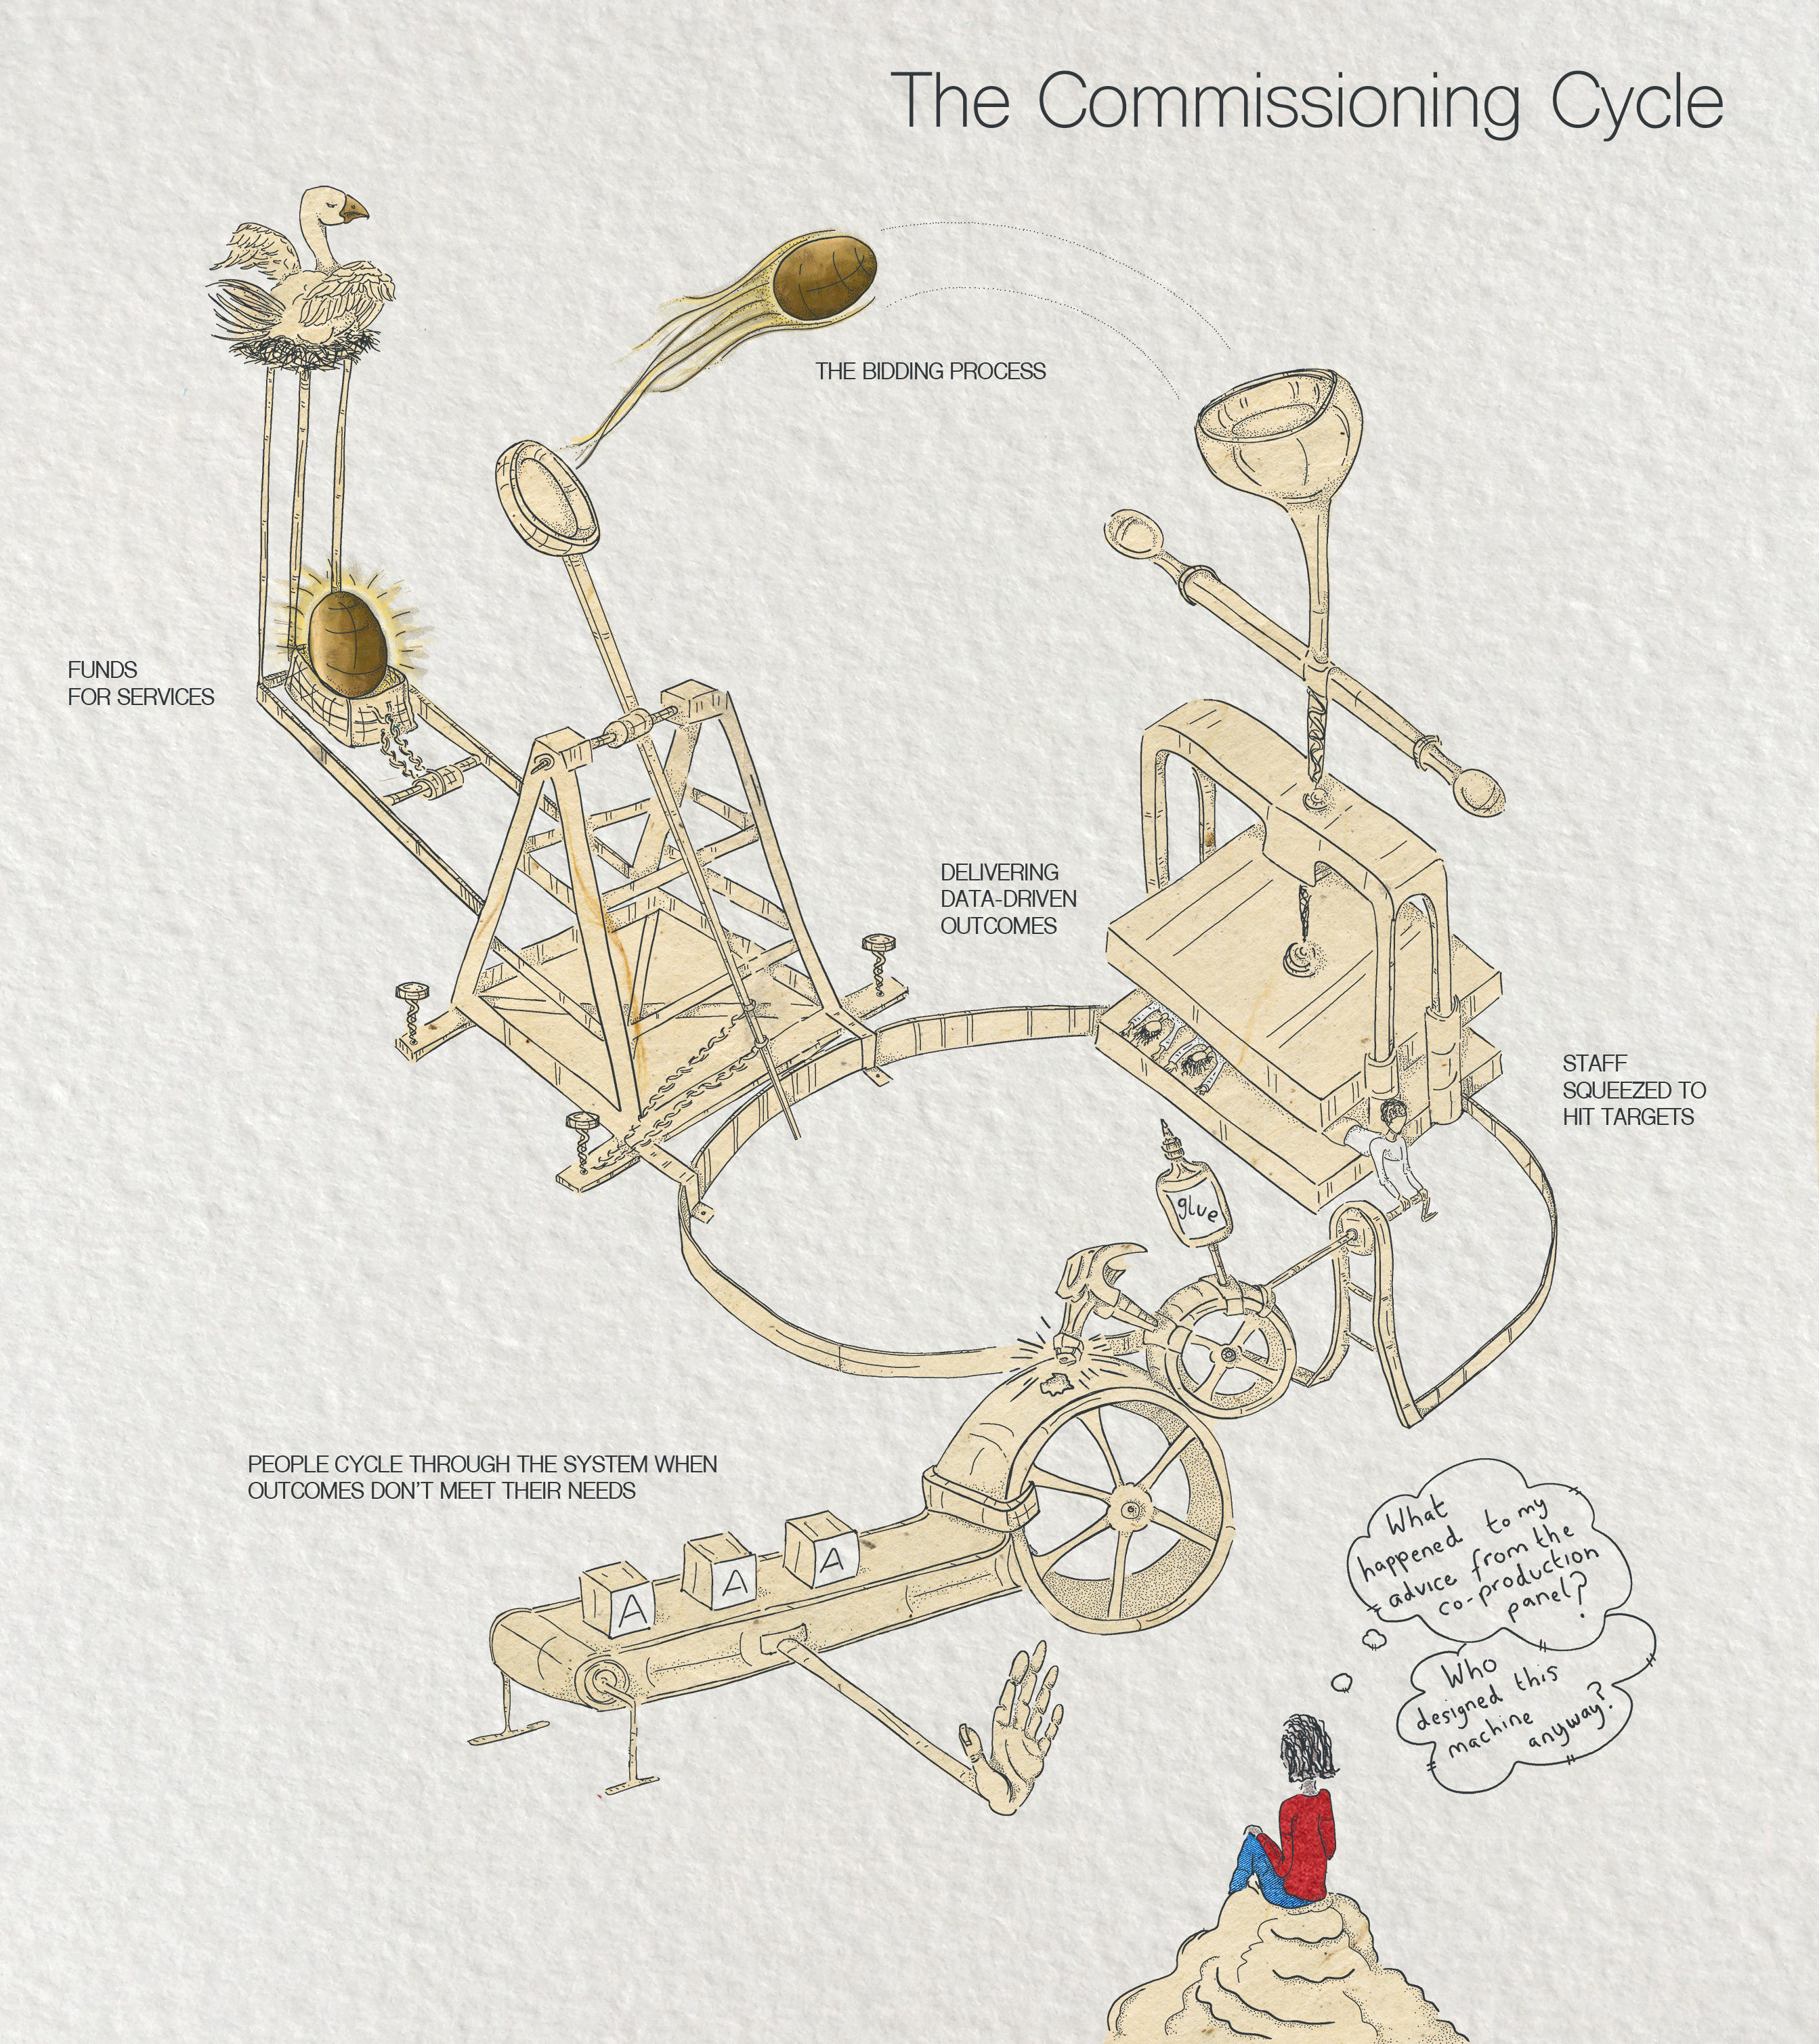 The Commissioning Cycle
THE BIDDING PROCESS
FUNDS
FOR SERVICES
DELIVERING
DATA-DRIVEN
OUTCOMES
STAFF
SQUEEZED TO
HIT TARGETS
glue
PEOPLE CYCLE THROUGH THE SYSTEM WHEN
OUTCOMES DON'T MEET THEIR NEEDS
A
A
A
What
happened to my
advice from the
co-production
panel?
Who
designed this
machine
anyway?